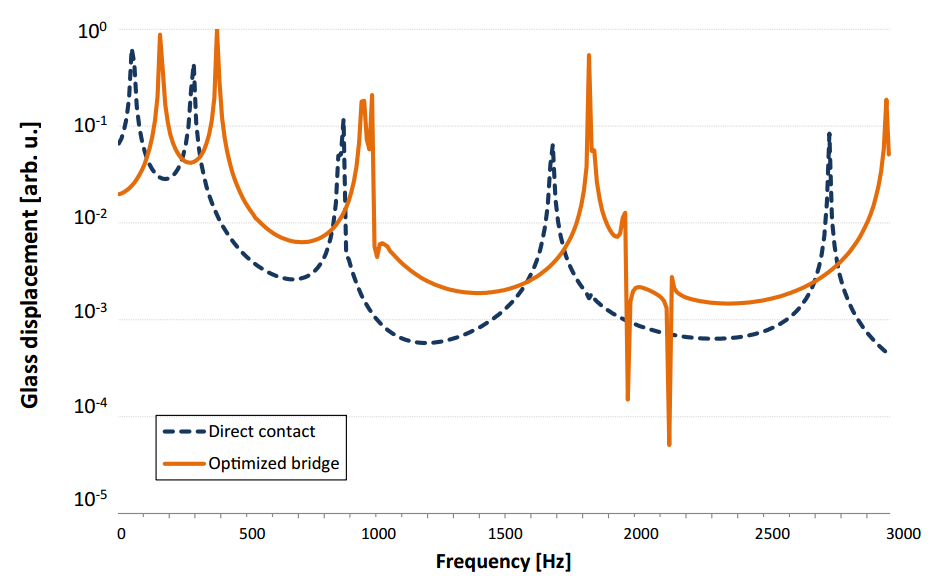 10^0
10^-1
10^-2
10^-3
10^-4
10^-5
Glass displacement [arb. u.]
Direct contact
Optimized bridge
0 500 1000 1500 2000 2500 3000
Frequency [Hz]